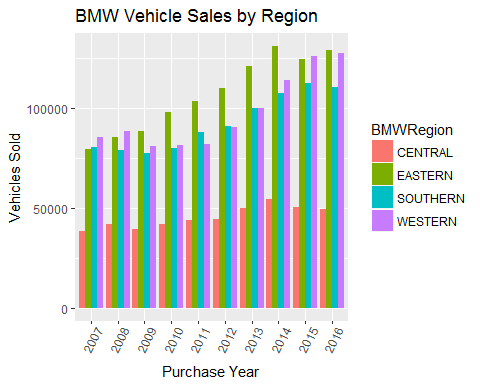 BMW Vehicle Sales by Region
Vehicles Sold
100000
50000
0
2007 2008 2009 2010 2011 2012 2013 2014 2015 2016
Purchase Year
BMWRegion
CENTRAL
EASTERN
SOUTHERN
WESTERN